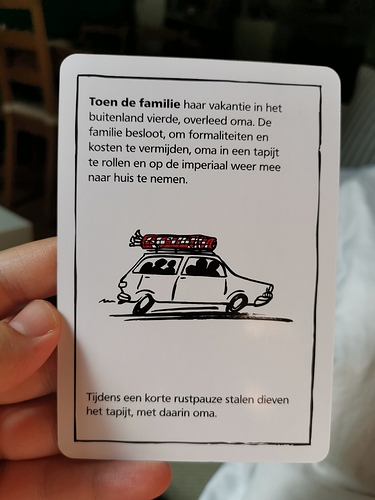 Toen de familie haar vakantie in het
buitenland vierde, overleed oma. De
familie besloot, om formaliteiten en
kosten te vermijden, oma in een tapijt
te rollen en op de imperiaal weer mee
naar huis te nemen.
Tijdens een korte rustpauze stalen dieven
het tapijt, met daarin oma.